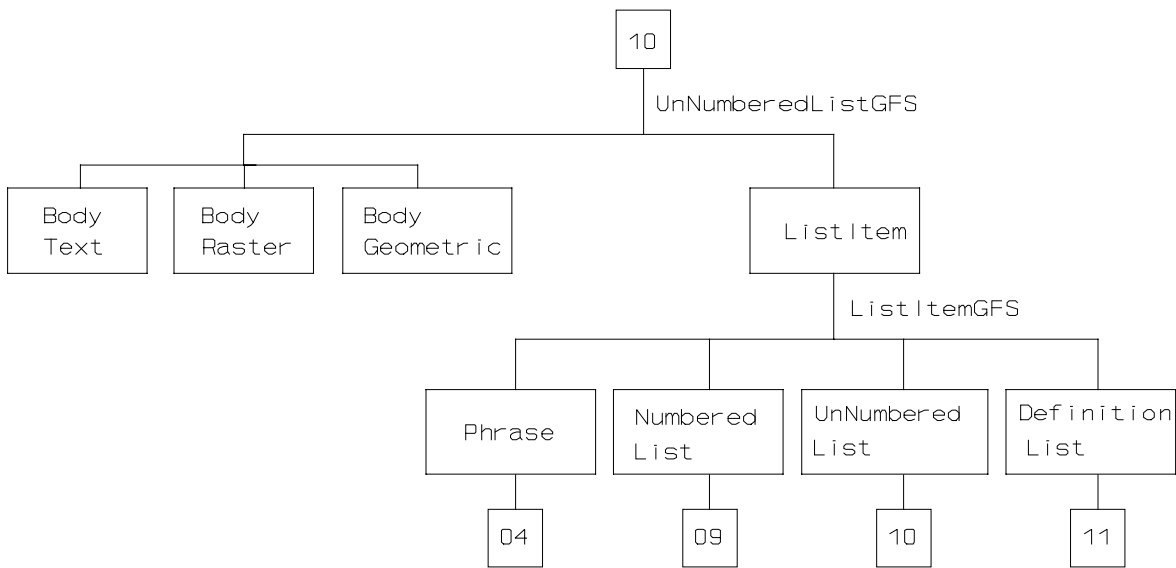 10
UnNumberedListGFS
Body
Text
Body
Raster
Body
Geometric
ListItem
ListItemGFS
Phrase
Numbered
List
UnNumbered
List
Definition
List
04
09
10
11